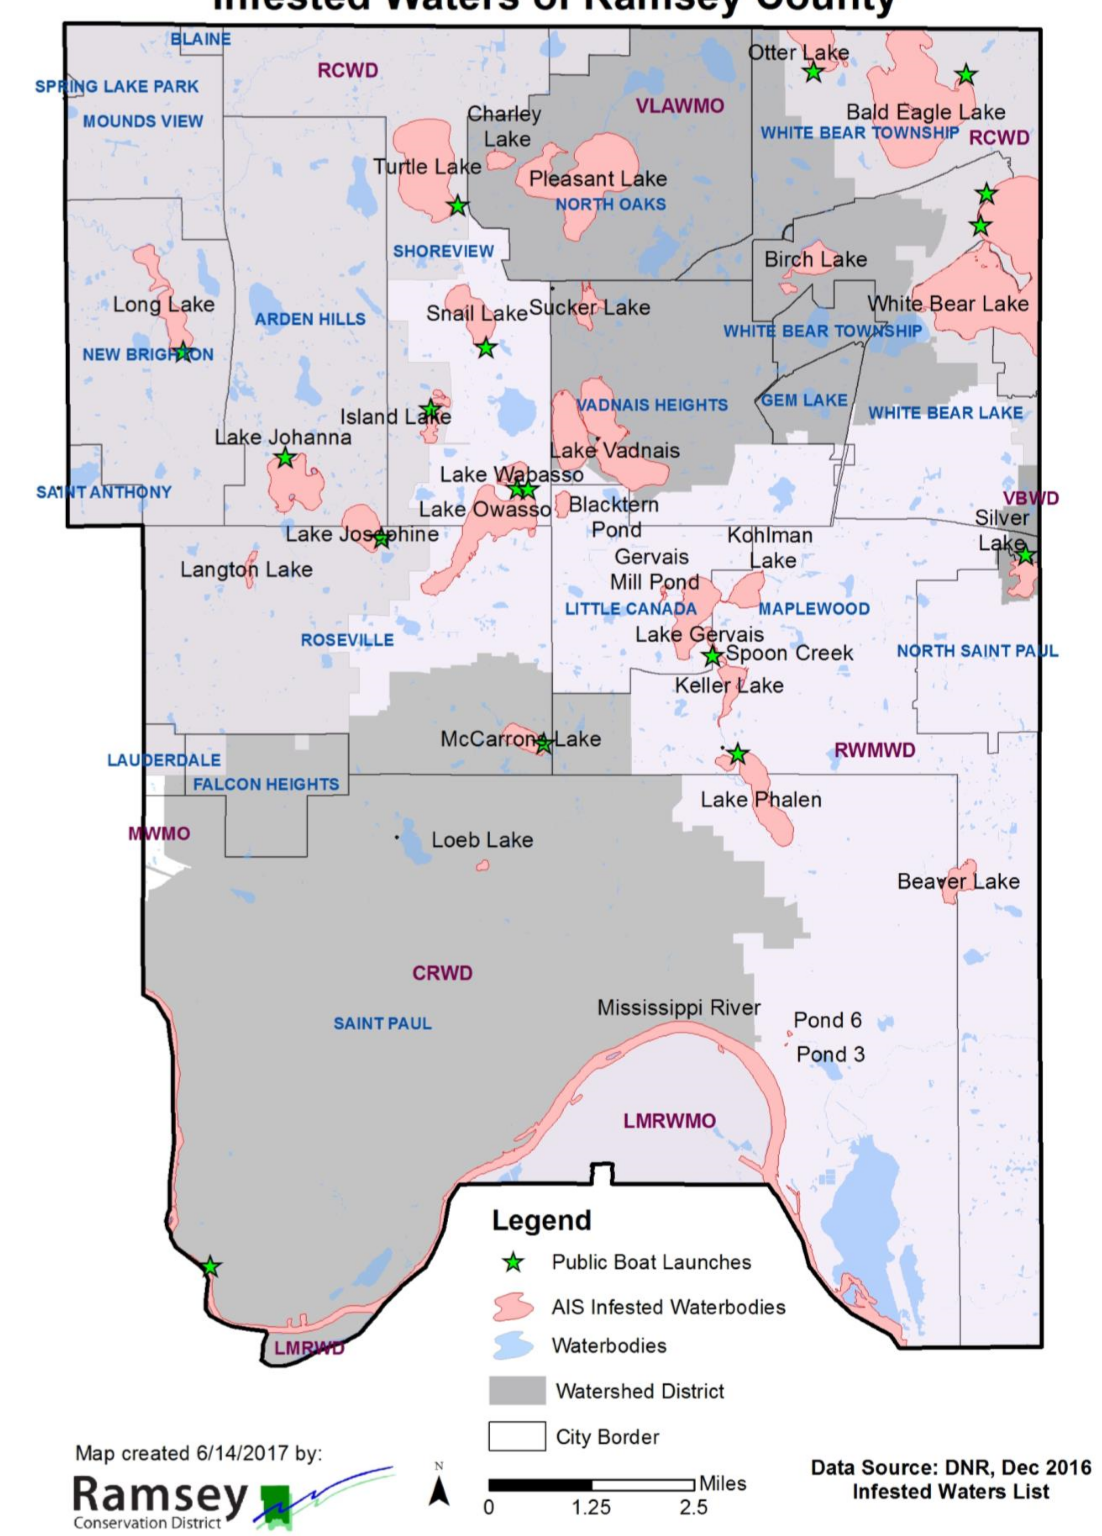 Infested Waters of Ramsey County
BLAINE
RCWD
Otter Lake
SPRING LAKE PARK
VLAWMO
Bald Eagle Lake
MOUNDS VIEW
Charley
Lake
WHITE BEAR TOWNSHIP
RCWD
Turtle Lake
Pleasant Lake
NORTH OAKS
SHOREVIEW
Birch Lake
Long Lake
Snail Lake
Sucker Lake
White Bear Lake
ARDEN HILLS
WHITE BEAR TOWNSHIP
NEW BRIGHTON
VADNAIS HEIGHTS
GEM LAKE
WHITE BEAR LAKE
Island Lake
Lake Johanna
Lake Vadnais
Lake Wabasso
SAINT ANTHONY
VBWD
Lake Owasso
Blacktern
Pond
Silver
Lake
Lake Josephine
Kohlman
Lake
Langton Lake
Gervais
Mill Pond
LITTLE CANADA
MAPLEWOOD
ROSEVILLE
Lake Gervais
Spoon Creek
NORTH SAINT PAUL
Keller Lake
McCarrons Lake
RWMWD
LAUDERDALE
FALCON HEIGHTS
Lake Phalen
MWMO
Loeb Lake
Beaver Lake
CRWD
Mississippi River
SAINT PAUL
Pond 6
Pond 3
LMRWMO
LMRWD
Legend
Public Boat Launches
AIS Infested Waterbodies
Waterbodies
Watershed District
City Border
Map created 6/14/2017 by:
Ramsey
Conservation District
N
Miles
0 1.25 2.5
Data Source: DNR, Dec 2016
Infested Waters List